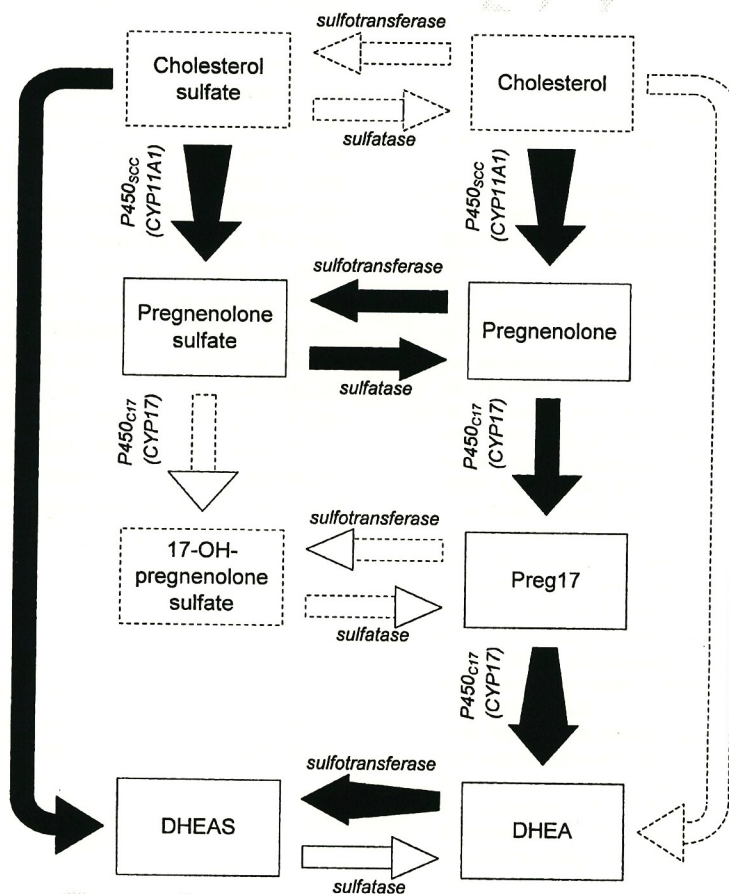 sulfotransferase
Cholesterol
sulfate
Cholesterol
sulfatase
P450SCC
(CYP11A1)
P450SCC
(CYP11A1)
sulfotransferase
Pregnenolone
sulfate
Pregnenolone
sulfatase
P450C17
(CYP17)
P450C17
(CYP17)
sulfotransferase
17-OH-
pregnenolone
sulfate
Preg17
sulfatase
P450C17
(CYP17)
sulfotransferase
DHEAS
DHEA
sulfatase